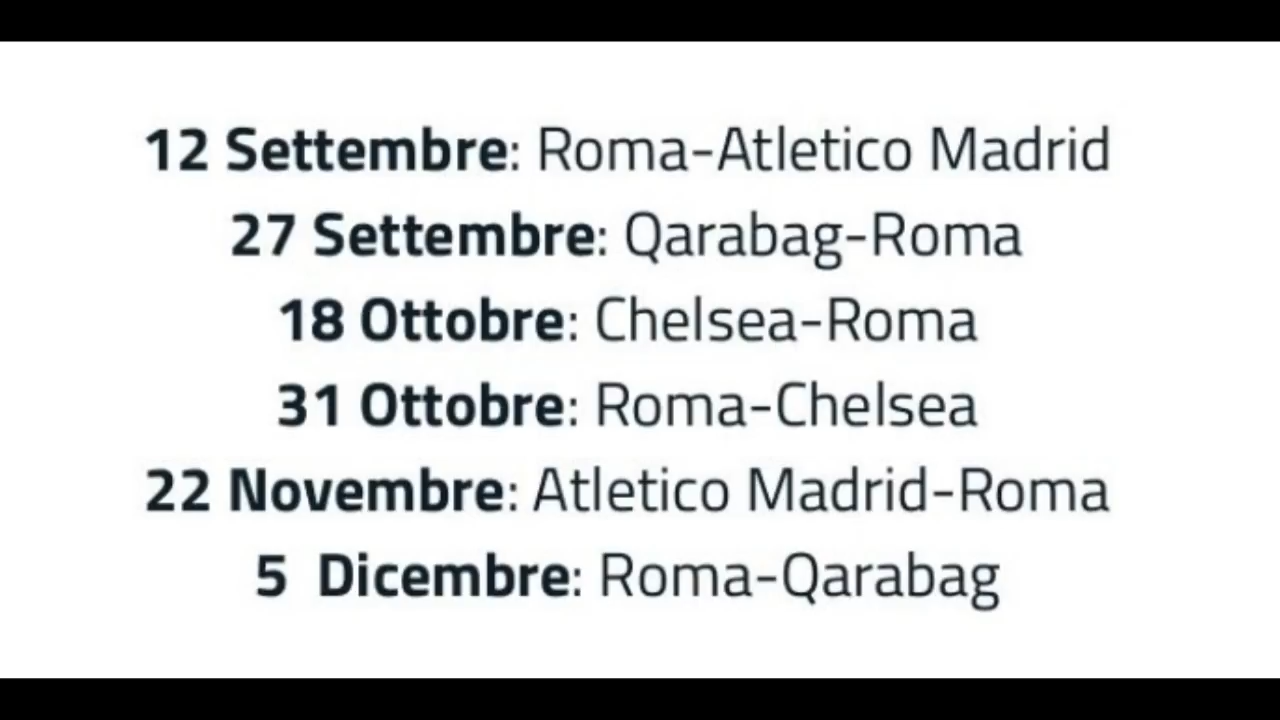 12 Settembre: Roma-Atletico Madrid
27 Settembre: Qarabag-Roma
18 Ottobre: Chelsea-Roma
31 Ottobre: Roma-Chelsea
22 Novembre: Atletico Madrid-Roma
5 Dicembre: Roma-Qarabag